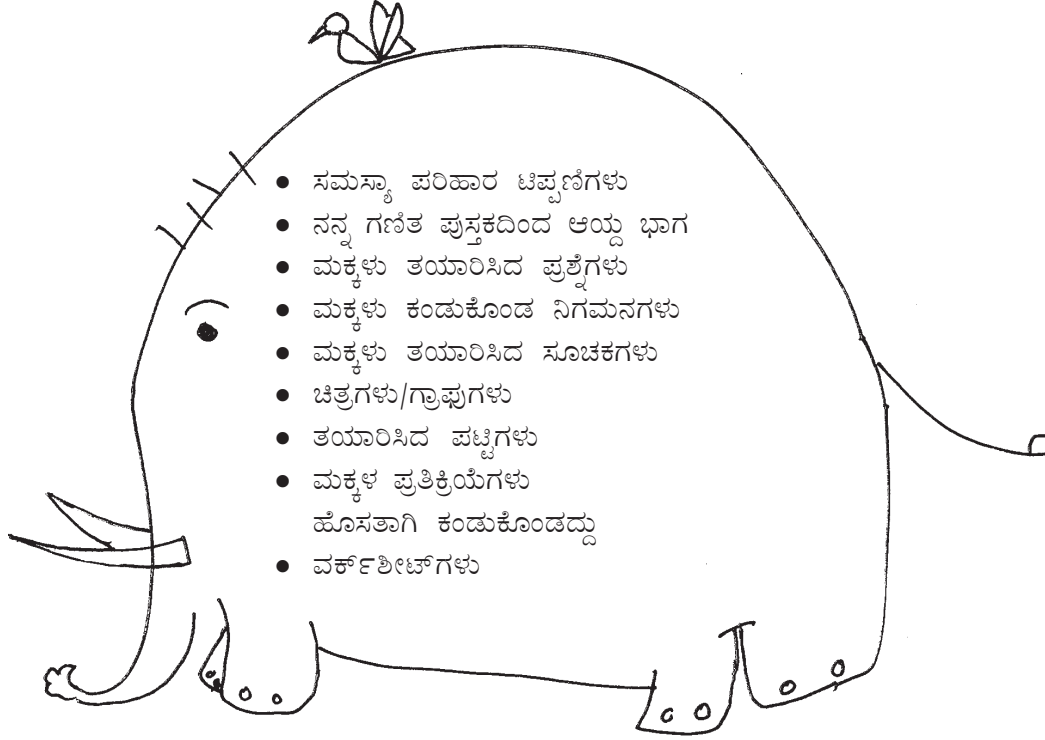 ● ಸಮಸ್ಯಾ ಪರಿಹಾರ ಟಿಪ್ಪಣಿಗಳು
● ನನ್ನ ಗಣಿತ ಪುಸ್ತಕದಿಂದ ಆಯ್ದ ಭಾಗ
● ಮಕ್ಕಳು ತಯಾರಿಸಿದ ಪ್ರಶ್ನೆಗಳು
● ಮಕ್ಕಳು ಕಂಡುಕೊಂಡ ನಿಗಮನಗಳು
● ಮಕ್ಕಳು ತಯಾರಿಸಿದ ಸೂಚಕಗಳು
● ಚಿತ್ರಗಳು/ಗ್ರಾಫುಗಳು
● ತಯಾರಿಸಿದ ಪಟ್ಟಿಗಳು
● ಮಕ್ಕಳ ಪ್ರತಿಕ್ರಿಯೆಗಳು
ಹೊಸತಾಗಿ ಕಂಡುಕೊಂಡದ್ದು
● ವರ್ಕ್‌ಶೀಟ್‌ಗಳು